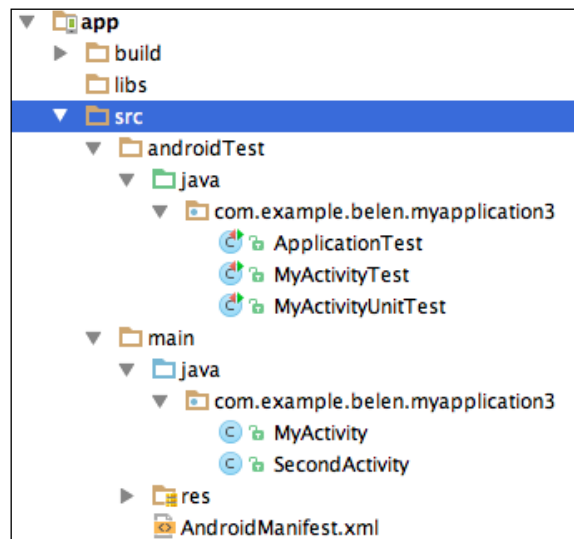 app
build
libs
src
androidTest
java
com.example.belen.myapplication3
ApplicationTest
MyActivityTest
MyActivityUnitTest
main
java
com.example.belen.myapplication3
MyActivity
SecondActivity
res
AndroidManifest.xml